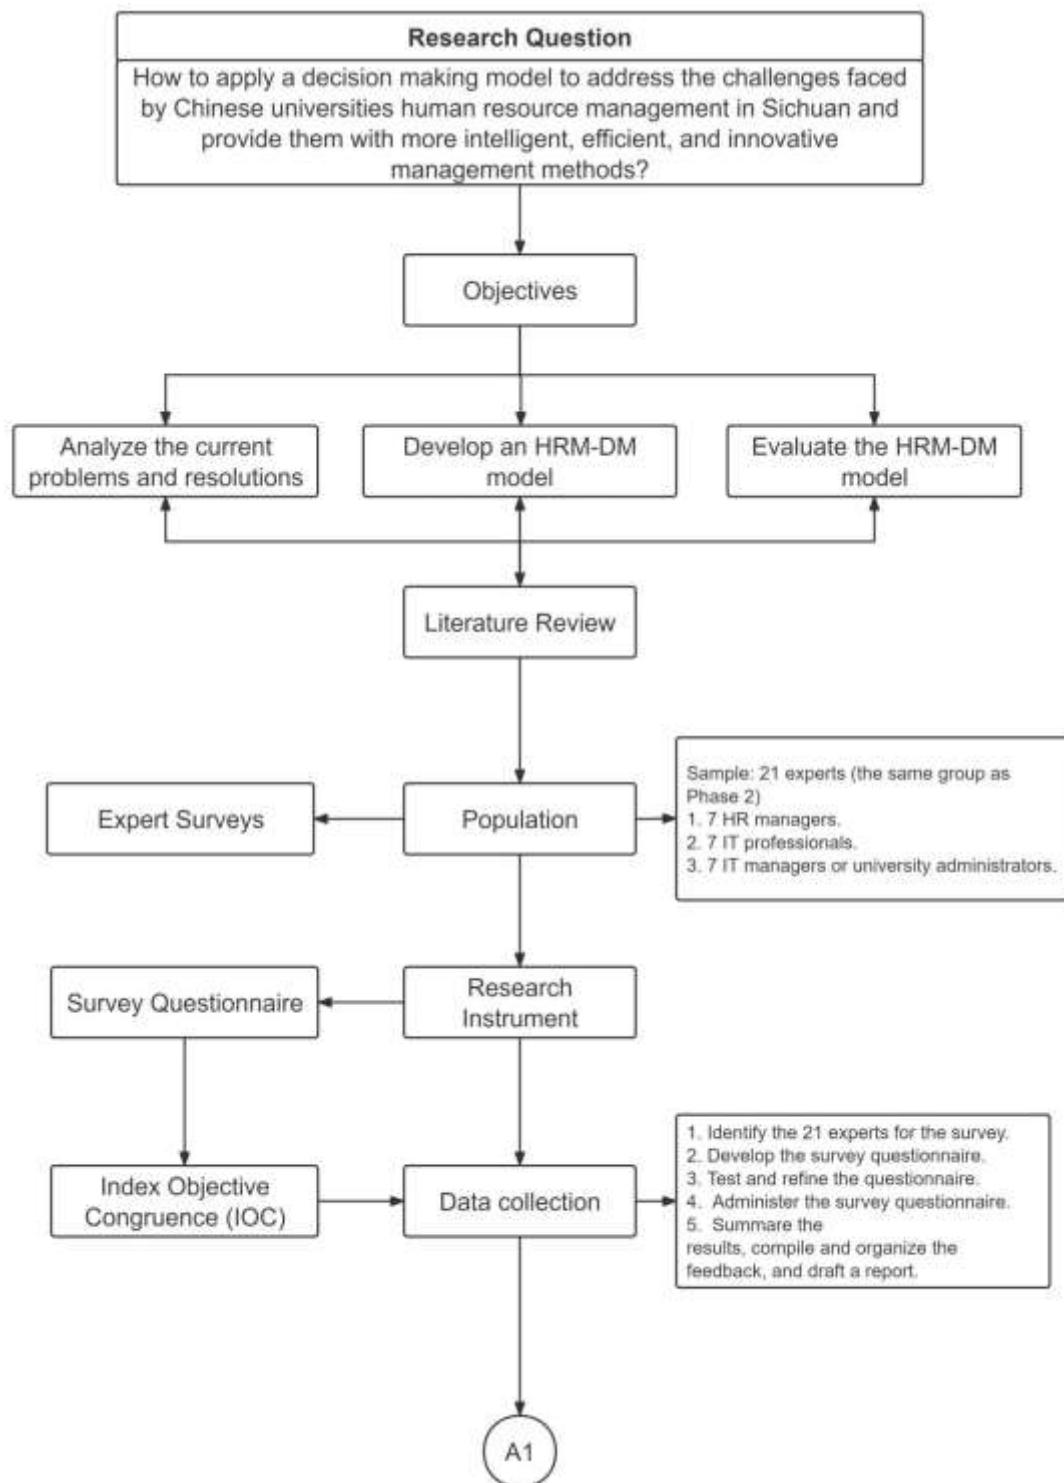 Research Question
How to apply a decision making model to address the challenges faced
by Chinese universities human resource management in Sichuan and
provide them with more intelligent, efficient, and innovative
management methods?
Objectives
Analyze the current
problems and resolutions
Develop an HRM-DM
model
Evaluate the HRM-DM
model
Literature Review
Expert Surveys
Population
Sample: 21 experts (the same group as
Phase 2)
1. 7 HR managers.
2. 7 IT professionals.
3. 7 IT managers or university administrators.
Survey Questionnaire
Research
Instrument
Index Objective
Congruence (IOC)
Data collection
1. Identify the 21 experts for the survey.
2. Develop the survey questionnaire.
3. Test and refine the questionnaire.
4. Administer the survey questionnaire.
5. Summare the
results, compile and organize the
feedback, and draft a report.
A1